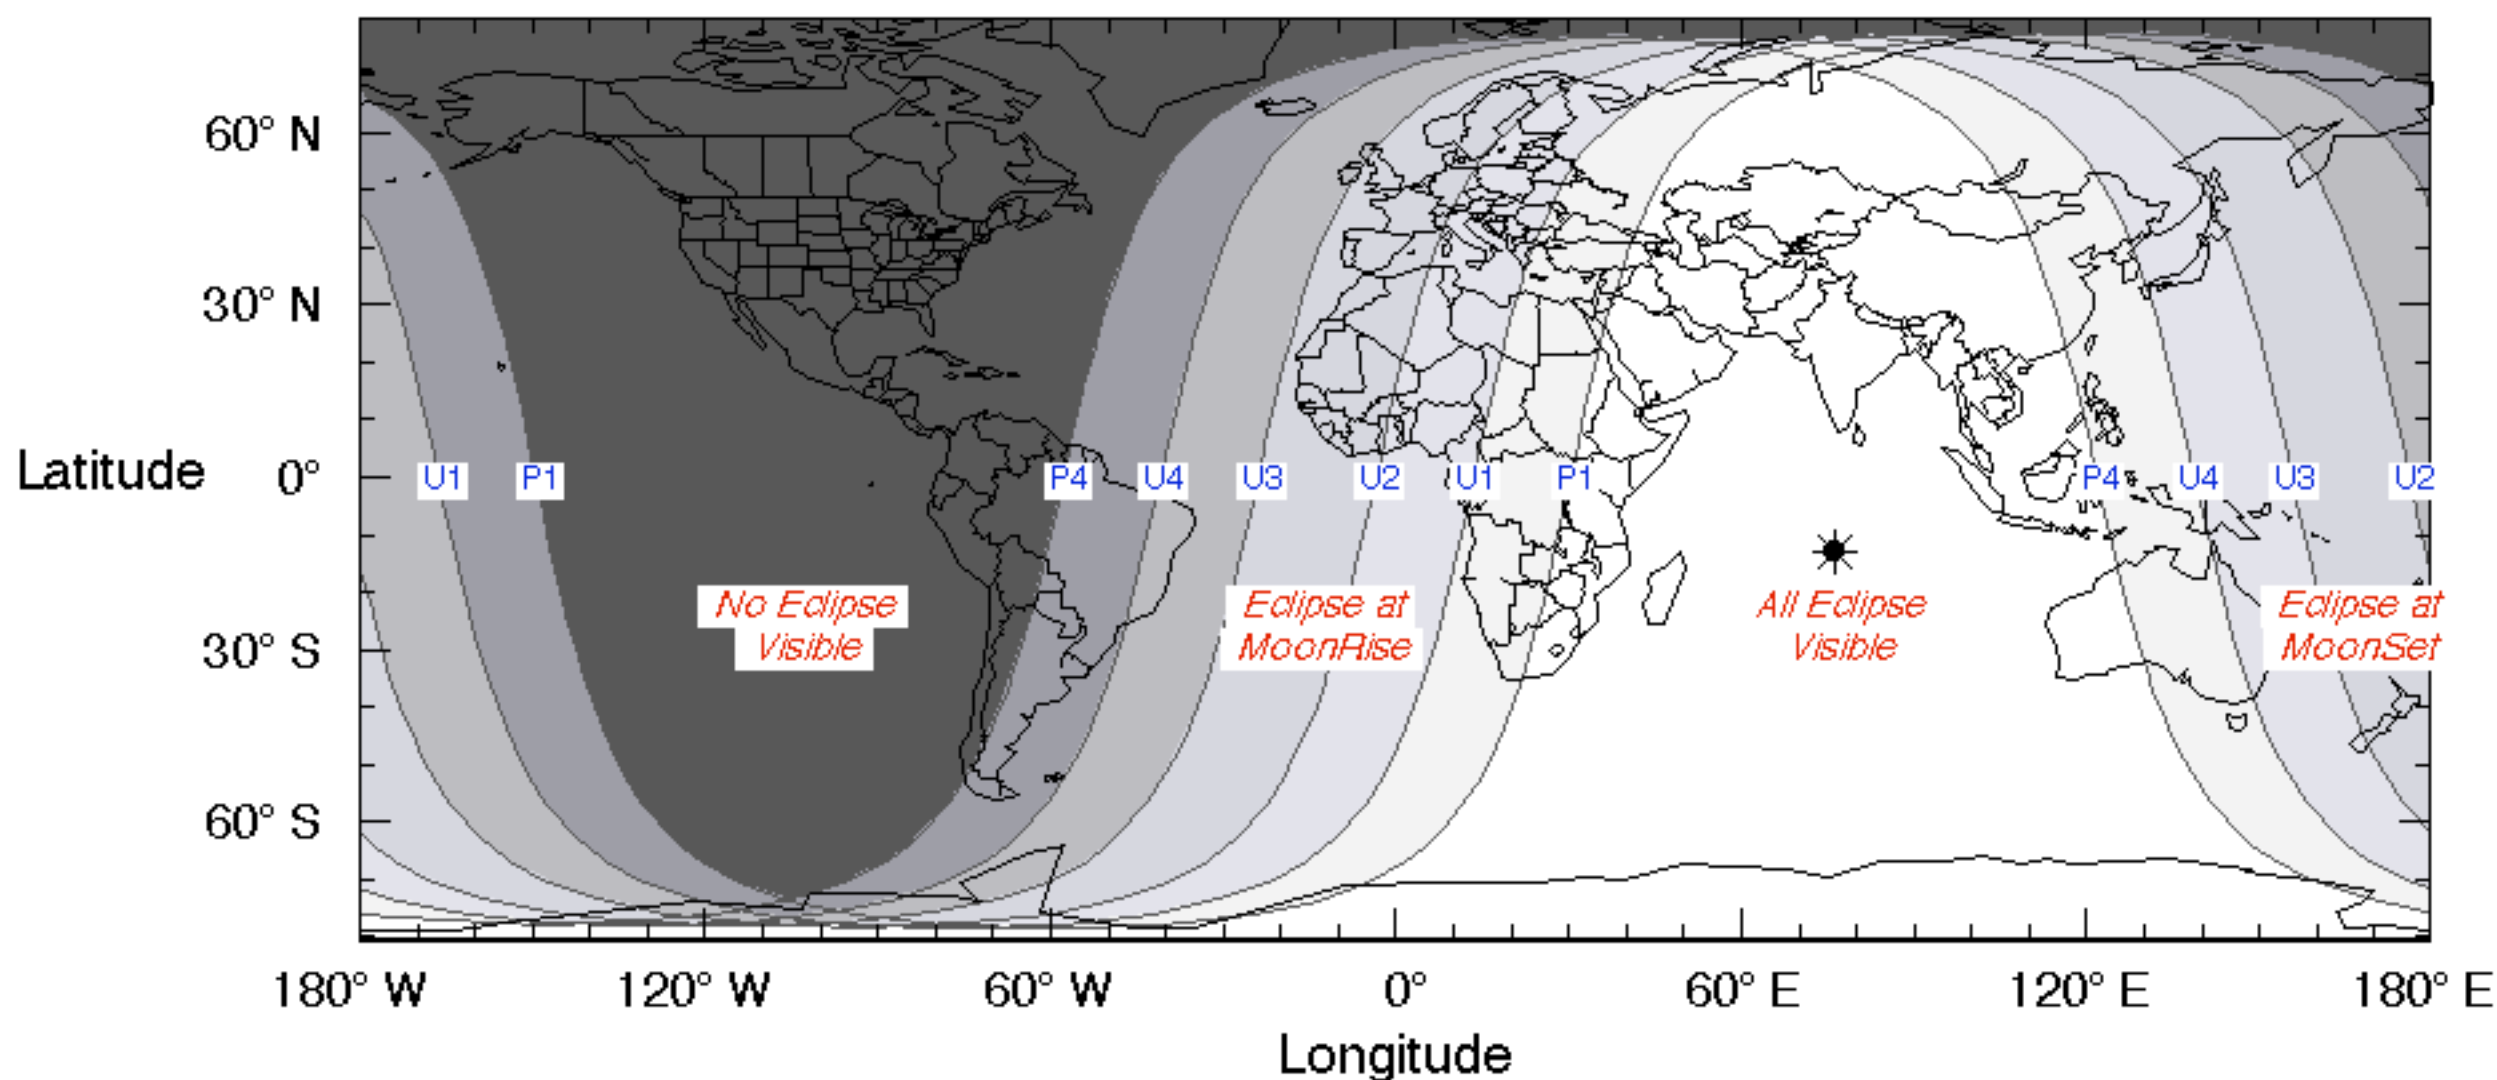 60° N
30° N
Latitude 0°
U1 P1 P4 U4 U3 U2 U1 P1 P4 U4 U3 U2
No Eclipse
Visible
Eclipse at
MoonRise
All Eclipse
Visible
Eclipse at
MoonSet
30° S
60° S
180° W 120° W 60° W 0° 60° E 120° E 180° E
Longitude